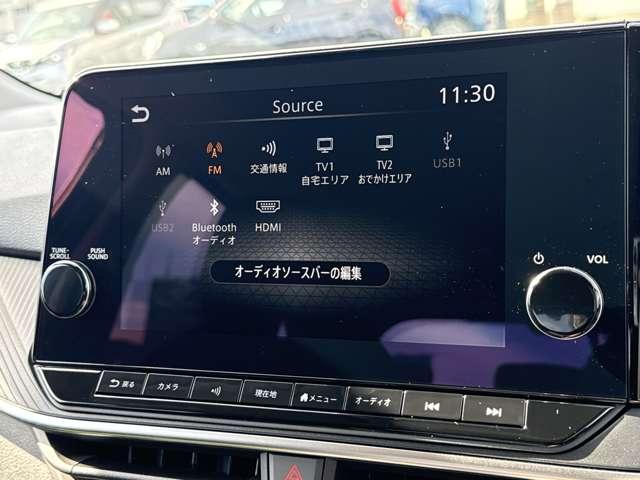 Source
11:30
AM
FM
交通情報
TV1
自宅エリア
TV2
おでかけエリア
USB1
USB2
Bluetooth
オーディオ
HDMI
オーディオソースバーの編集
TUNE-
SCROLL
PUSH
SOUND
VOL
戻る
カメラ
現在地
メニュー
オーディオ